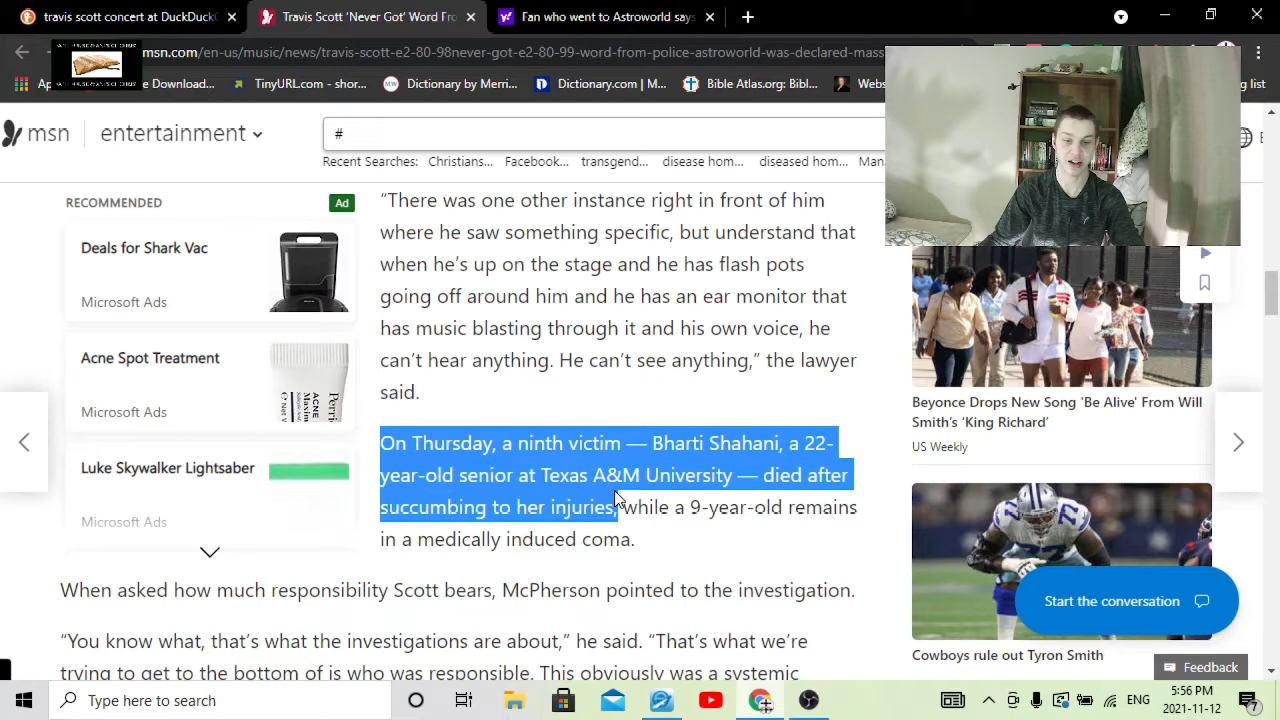 travis scott concert at DuckDuckG
Travis Scott 'Never Got' Word Fro
Fan who went to Astroworld says
msn.com/en-us/music/news/travis-scott-e2-80-98never-got-e2-80-99-word-from-police-astroworld-w
Download...
TinyURL.com - shor...
Dictionary by Merri...
Dictionary.com | M...
msn
entertainment
#
Recent Searches: Christians... Facebook... transgend... disease hom... diseased hom... Man
RECOMMENDED
Ad
Deals for Shark Vac
Microsoft Ads
Acne Spot Treatment
Microsoft Ads
Luke Skywalker Lightsaber
Microsoft Ads
“There was one other instance right in front of him
where he saw something specific, but understand that
when he’s up on the stage and he has flash pots
going off around him and he has an ear monitor that
has music blasting through it and his own voice, he
can’t hear anything. He can’t see anything,” the lawyer
said.
On Thursday, a ninth victim — Bharti Shahani, a 22-
year-old senior at Texas A&M University — died after
succumbing to her injuries, while a 9-year-old remains
in a medically induced coma.
When asked how much responsibility Scott bears, McPherson pointed to the investigation.
“You know what, that’s what the investigations are about,” he said. “That’s what we’re
trying to get to the bottom of is who was responsible. This obviously was a systemic
Beyonce Drops New Song 'Be Alive' From Will
Smith’s ‘King Richard’
US Weekly
77
Start the conversation
Cowboys rule out Tyron Smith
Feedback
Type here to search
ENG
5:56 PM
2021-11-12
7